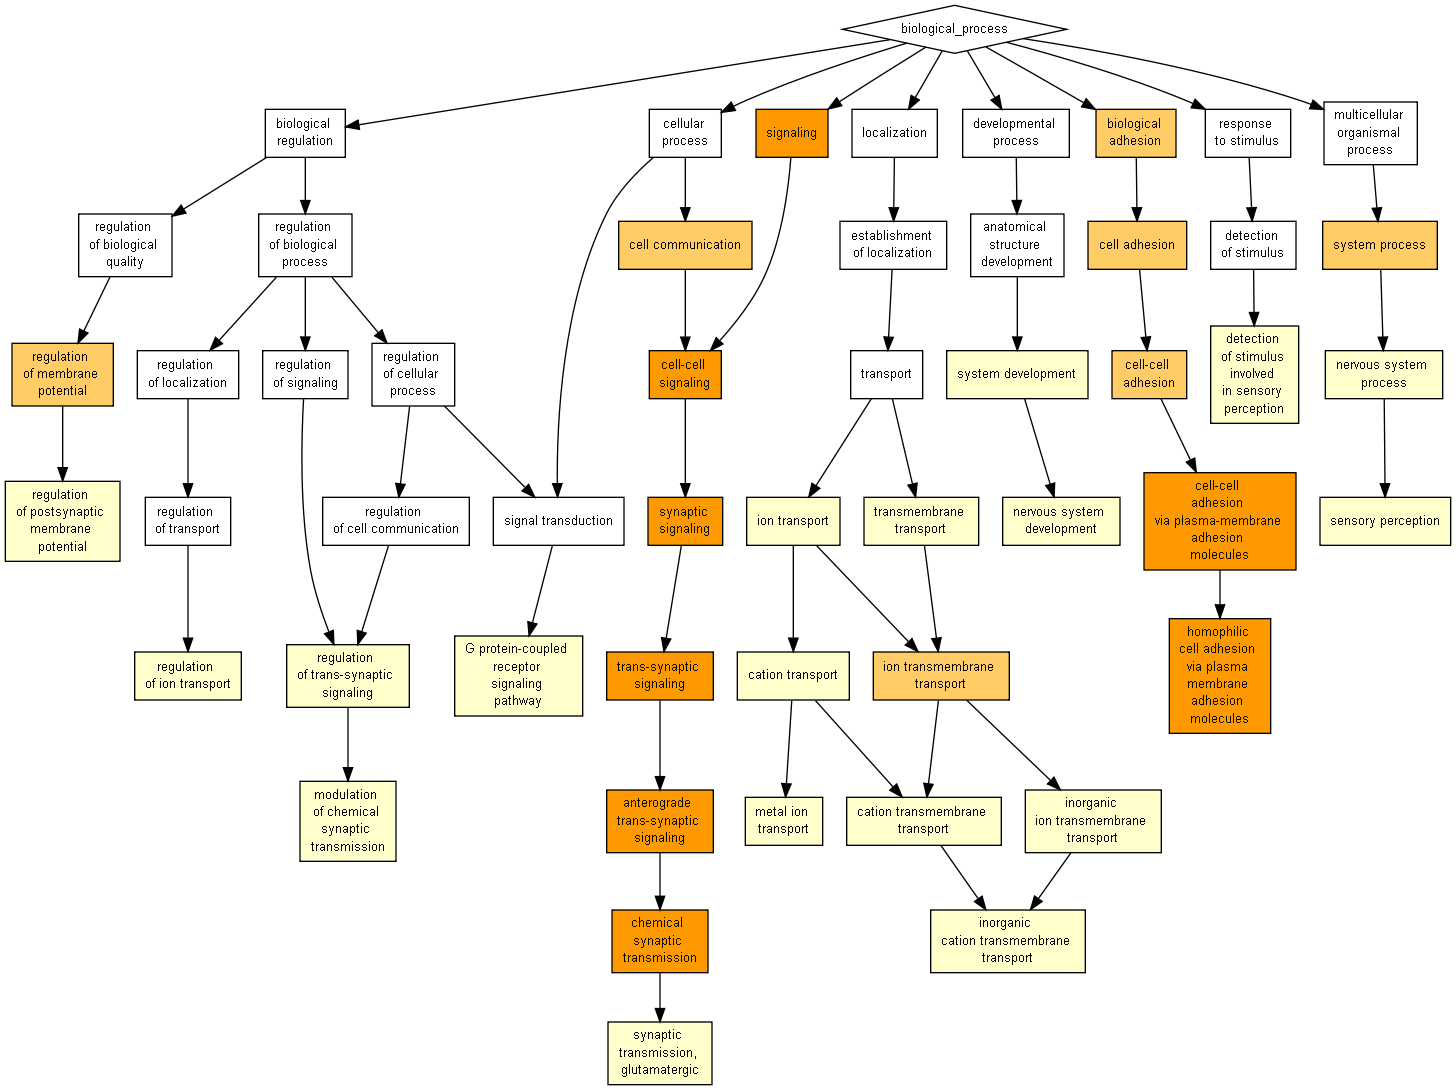 biological_process
biological
regulation
cellular
process
signaling
localization
developmental
process
biological
adhesion
response
to stimulus
multicellular
organismal
process
regulation
of biological
quality
regulation
of biological
process
cell communication
establishment
of localization
anatomical
structure
development
cell adhesion
detection
of stimulus
system process
regulation
of membrane
potential
regulation
of localization
regulation
of signaling
regulation
of cellular
process
cell-cell
signaling
transport
system development
cell-cell
adhesion
detection
of stimulus
involved
in sensory
perception
nervous system
process
regulation
of postsynaptic
membrane
potential
regulation
of transport
regulation
of cell communication
signal transduction
synaptic
signaling
ion transport
transmembrane
transport
nervous system
development
cell-cell
adhesion
via plasma-membrane
adhesion
molecules
sensory perception
regulation
of ion transport
regulation
of trans-synaptic
signaling
G protein-coupled
receptor
signaling
pathway
trans-synaptic
signaling
cation transport
ion transmembrane
transport
homophilic
cell adhesion
via plasma
membrane
adhesion
molecules
modulation
of chemical
synaptic
transmission
anterograde
trans-synaptic
signaling
metal ion
transport
cation transmembrane
transport
inorganic
ion transmembrane
transport
chemical
synaptic
transmission
inorganic
cation transmembrane
transport
synaptic
transmission,
glutamatergic